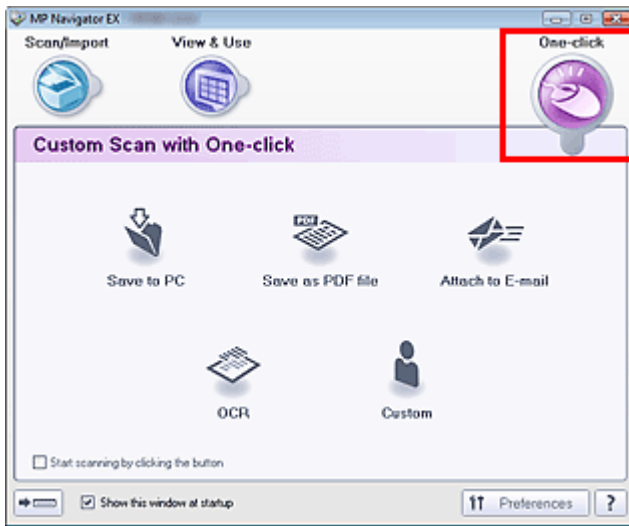 MP Navigator EX
Scan/Import View & Use One-click
Custom Scan with One-click
PDF
Save to PC Save as PDF file Attach to E-mail
OCR Custom
Start scanning by clicking the button
Show this window at startup Preferences ?